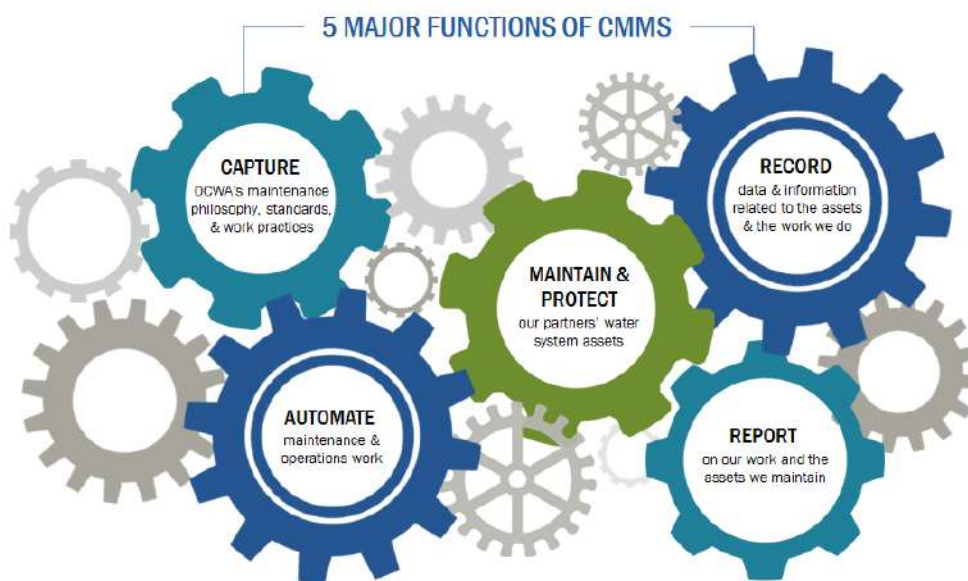 5 MAJOR FUNCTIONS OF CMMS
CAPTURE
OCWA's maintenance
philosophy, standards,
& work practices
RECORD
data & information
related to the assets
& the work we do
MAINTAIN &
PROTECT
our partners' water
system assets
AUTOMATE
maintenance &
operations work
REPORT
on our work and the
assets we maintain